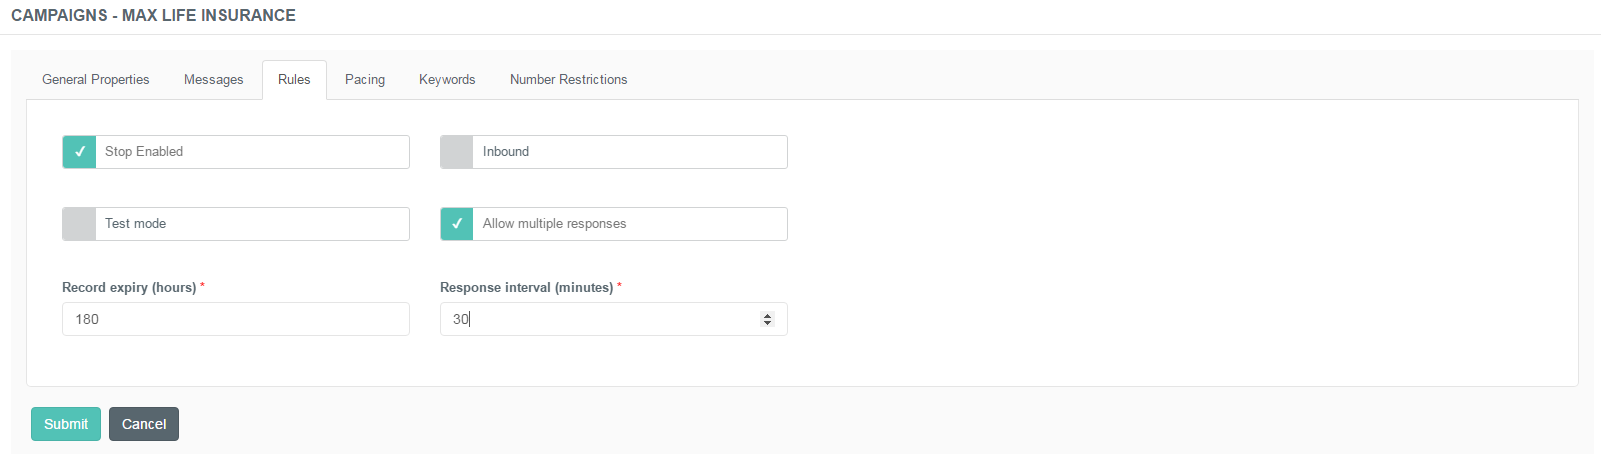 CAMPAIGNS - MAX LIFE INSURANCE
General Properties Messages Rules Pacing Keywords Number Restrictions
Stop Enabled Inbound
Test mode Allow multiple responses
Record expiry (hours) * Response interval (minutes) *
180 30
Submit Cancel